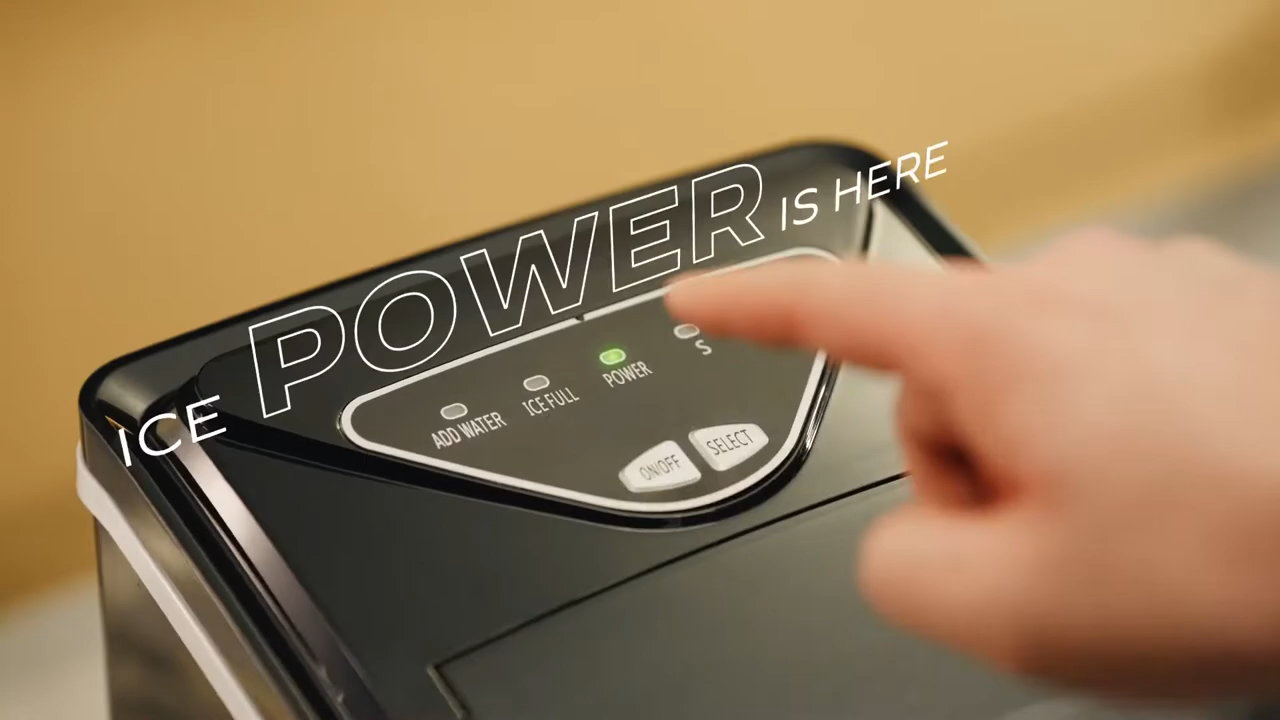 ICE POWER IS HERE
ADD WATER
ICE FULL
POWER
S
ON/OFF
SELECT